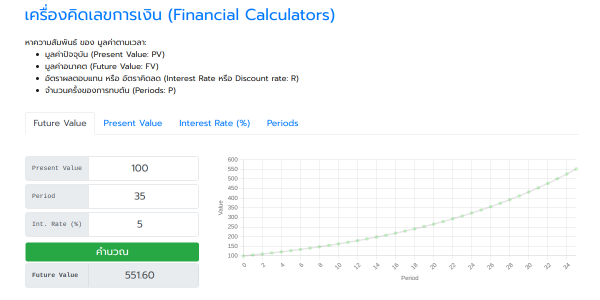 เครื่องคิดเลขการเงิน (Financial Calculators)
หาความสัมพันธ์ ของ มูลค่าตามเวลา:
มูลค่าปัจจุบัน (Present Value: PV)
มูลค่าอนาคต (Future Value: FV)
อัตราผลตอบแทน หรือ อัตราคิดลด (Interest Rate หรือ Discount rate: R)
จำนวนครั้งของการทบต้น (Periods: P)
Future Value Present Value Interest Rate (%) Periods
Present Value 100
Period 35
Int. Rate (%) 5
คำนวณ
Future Value 551.60
Value
600
550
500
450
400
350
300
250
200
150
100
0 2 4 6 8 10 12 14 16 18 20 22 24 26 28 30 32 34
Period